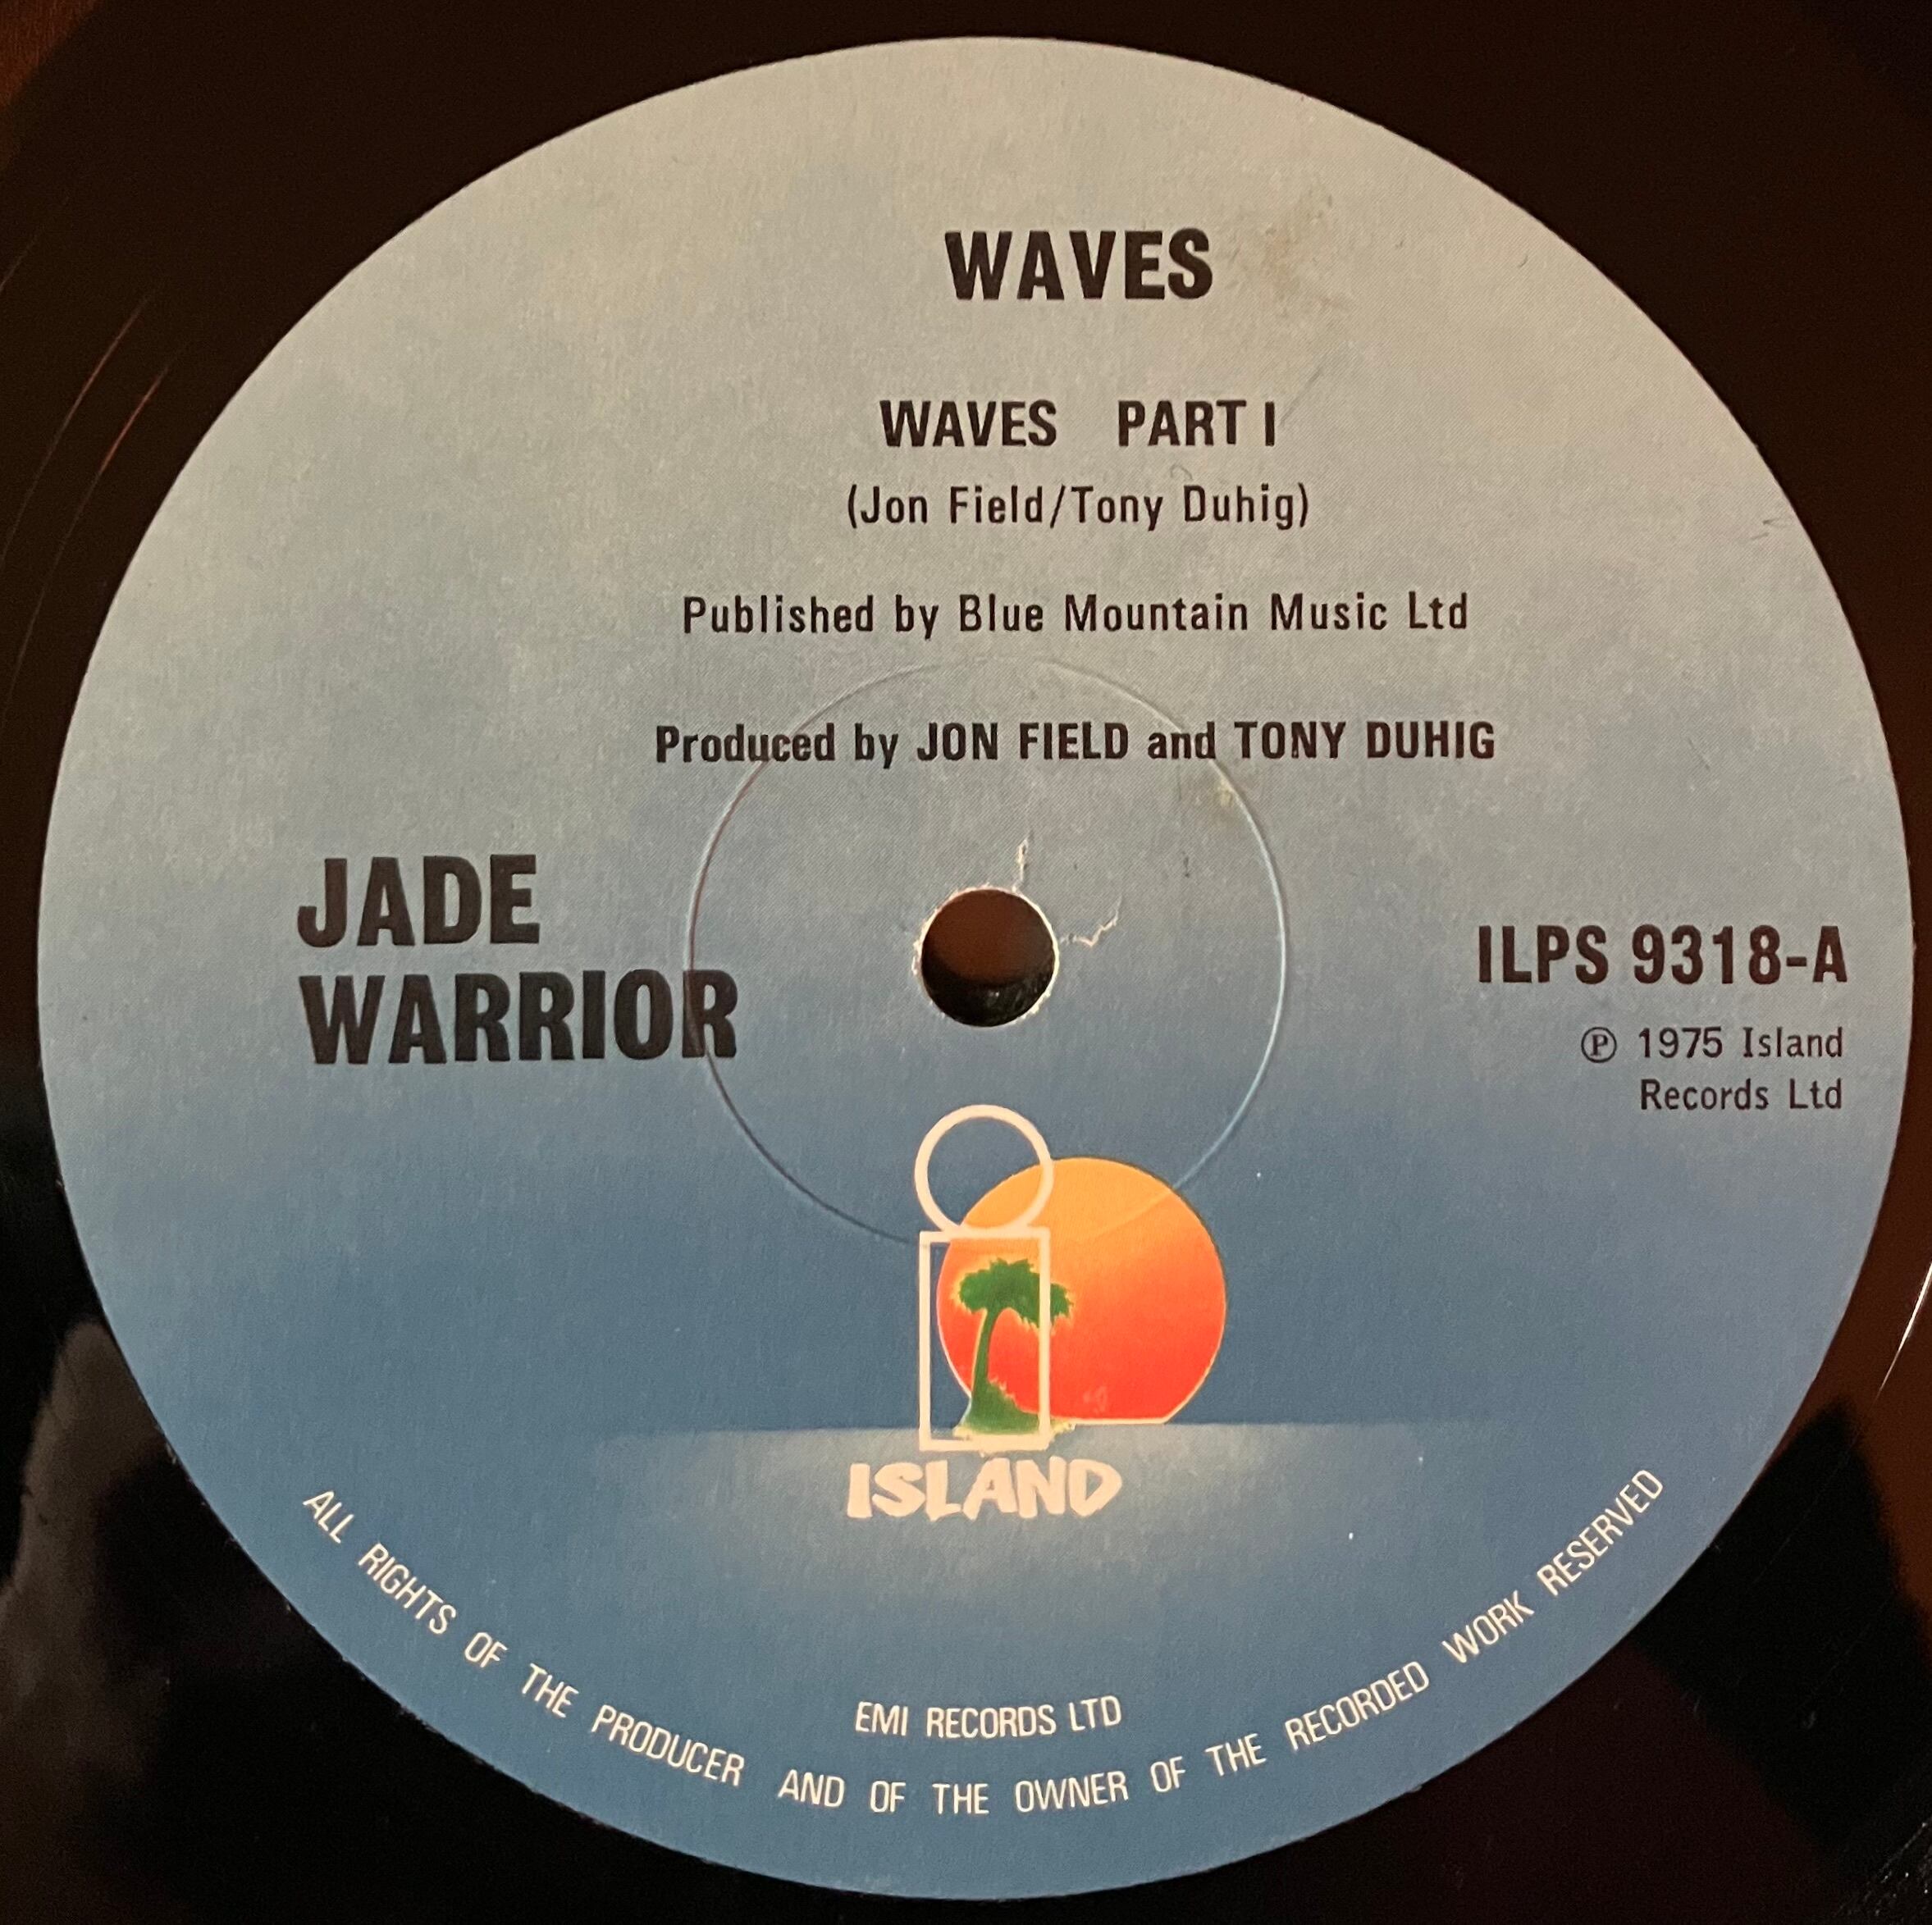 WAVES
WAVES PART I
(Jon Field/Tony Duhig)
Published by Blue Mountain Music Ltd
Produced by JON FIELD and TONY DUHIG
JADE
WARRIOR
ILPS 9318-A
℗ 1975 Island
Records Ltd
ISLAND
EMI RECORDS LTD
ALL RIGHTS OF THE PRODUCER AND OF THE OWNER OF THE RECORDED WORK RESERVED